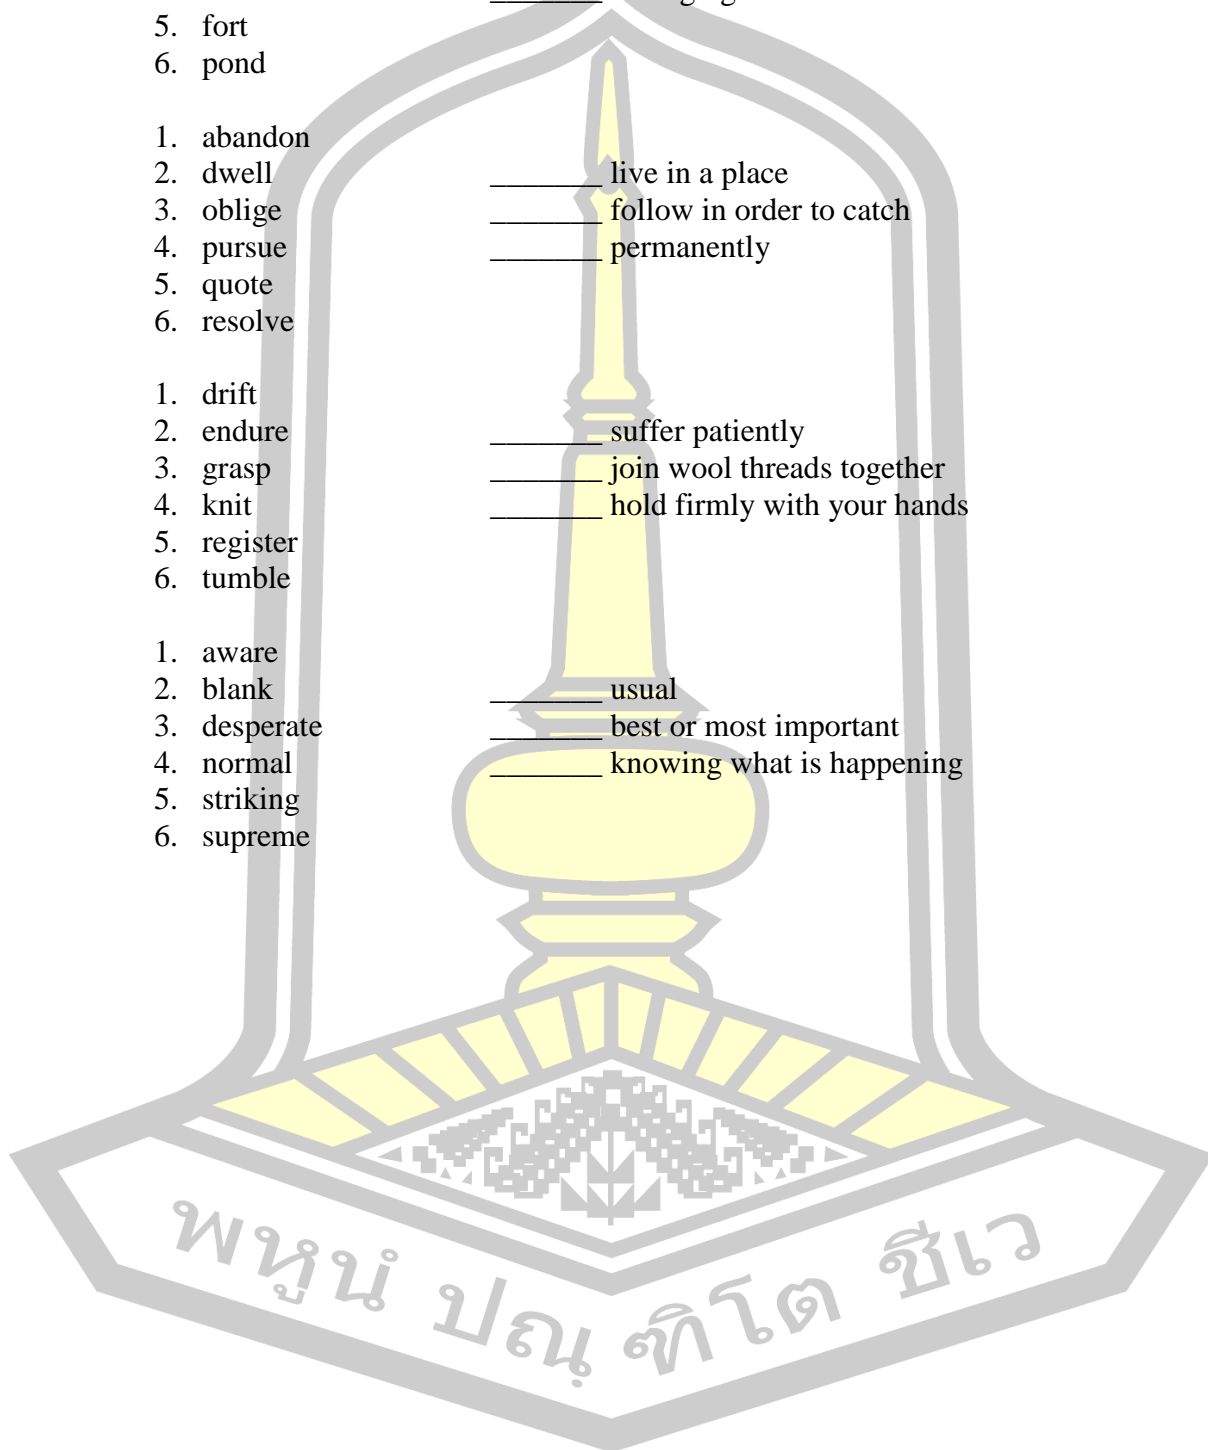 _______
5. fort
6. pond
1. abandon
2. dwell _______ live in a place
3. oblige _______ follow in order to catch
4. pursue _______ permanently
5. quote
6. resolve
1. drift
2. endure _______ suffer patiently
3. grasp _______ join wool threads together
4. knit _______ hold firmly with your hands
5. register
6. tumble
1. aware
2. blank _______ usual
3. desperate _______ best or most important
4. normal _______ knowing what is happening
5. striking
6. supreme
พหูนํ ปณฺฑิโต ชีเว